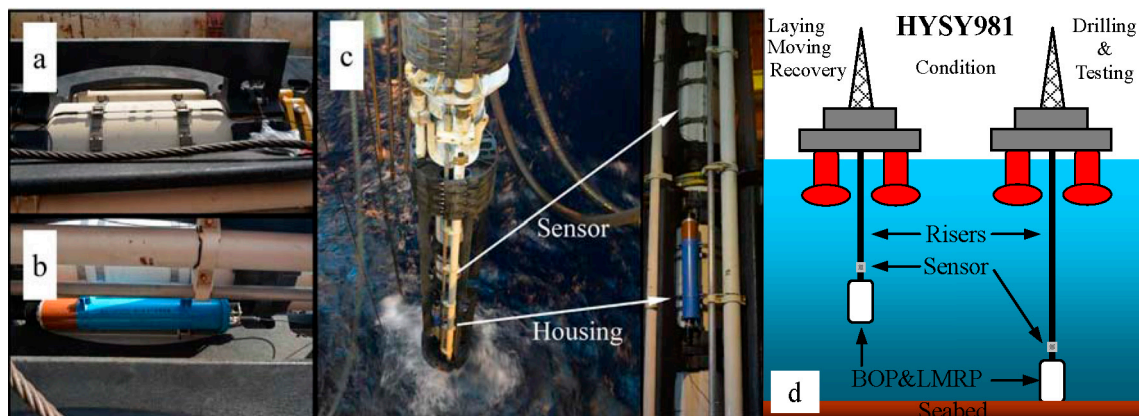 a
b
c
Sensor
Housing
Laying
Moving
Recovery
HYSY981
Condition
Drilling
&
Testing
Risers
Sensor
BOP&LMRP
Seabed
d